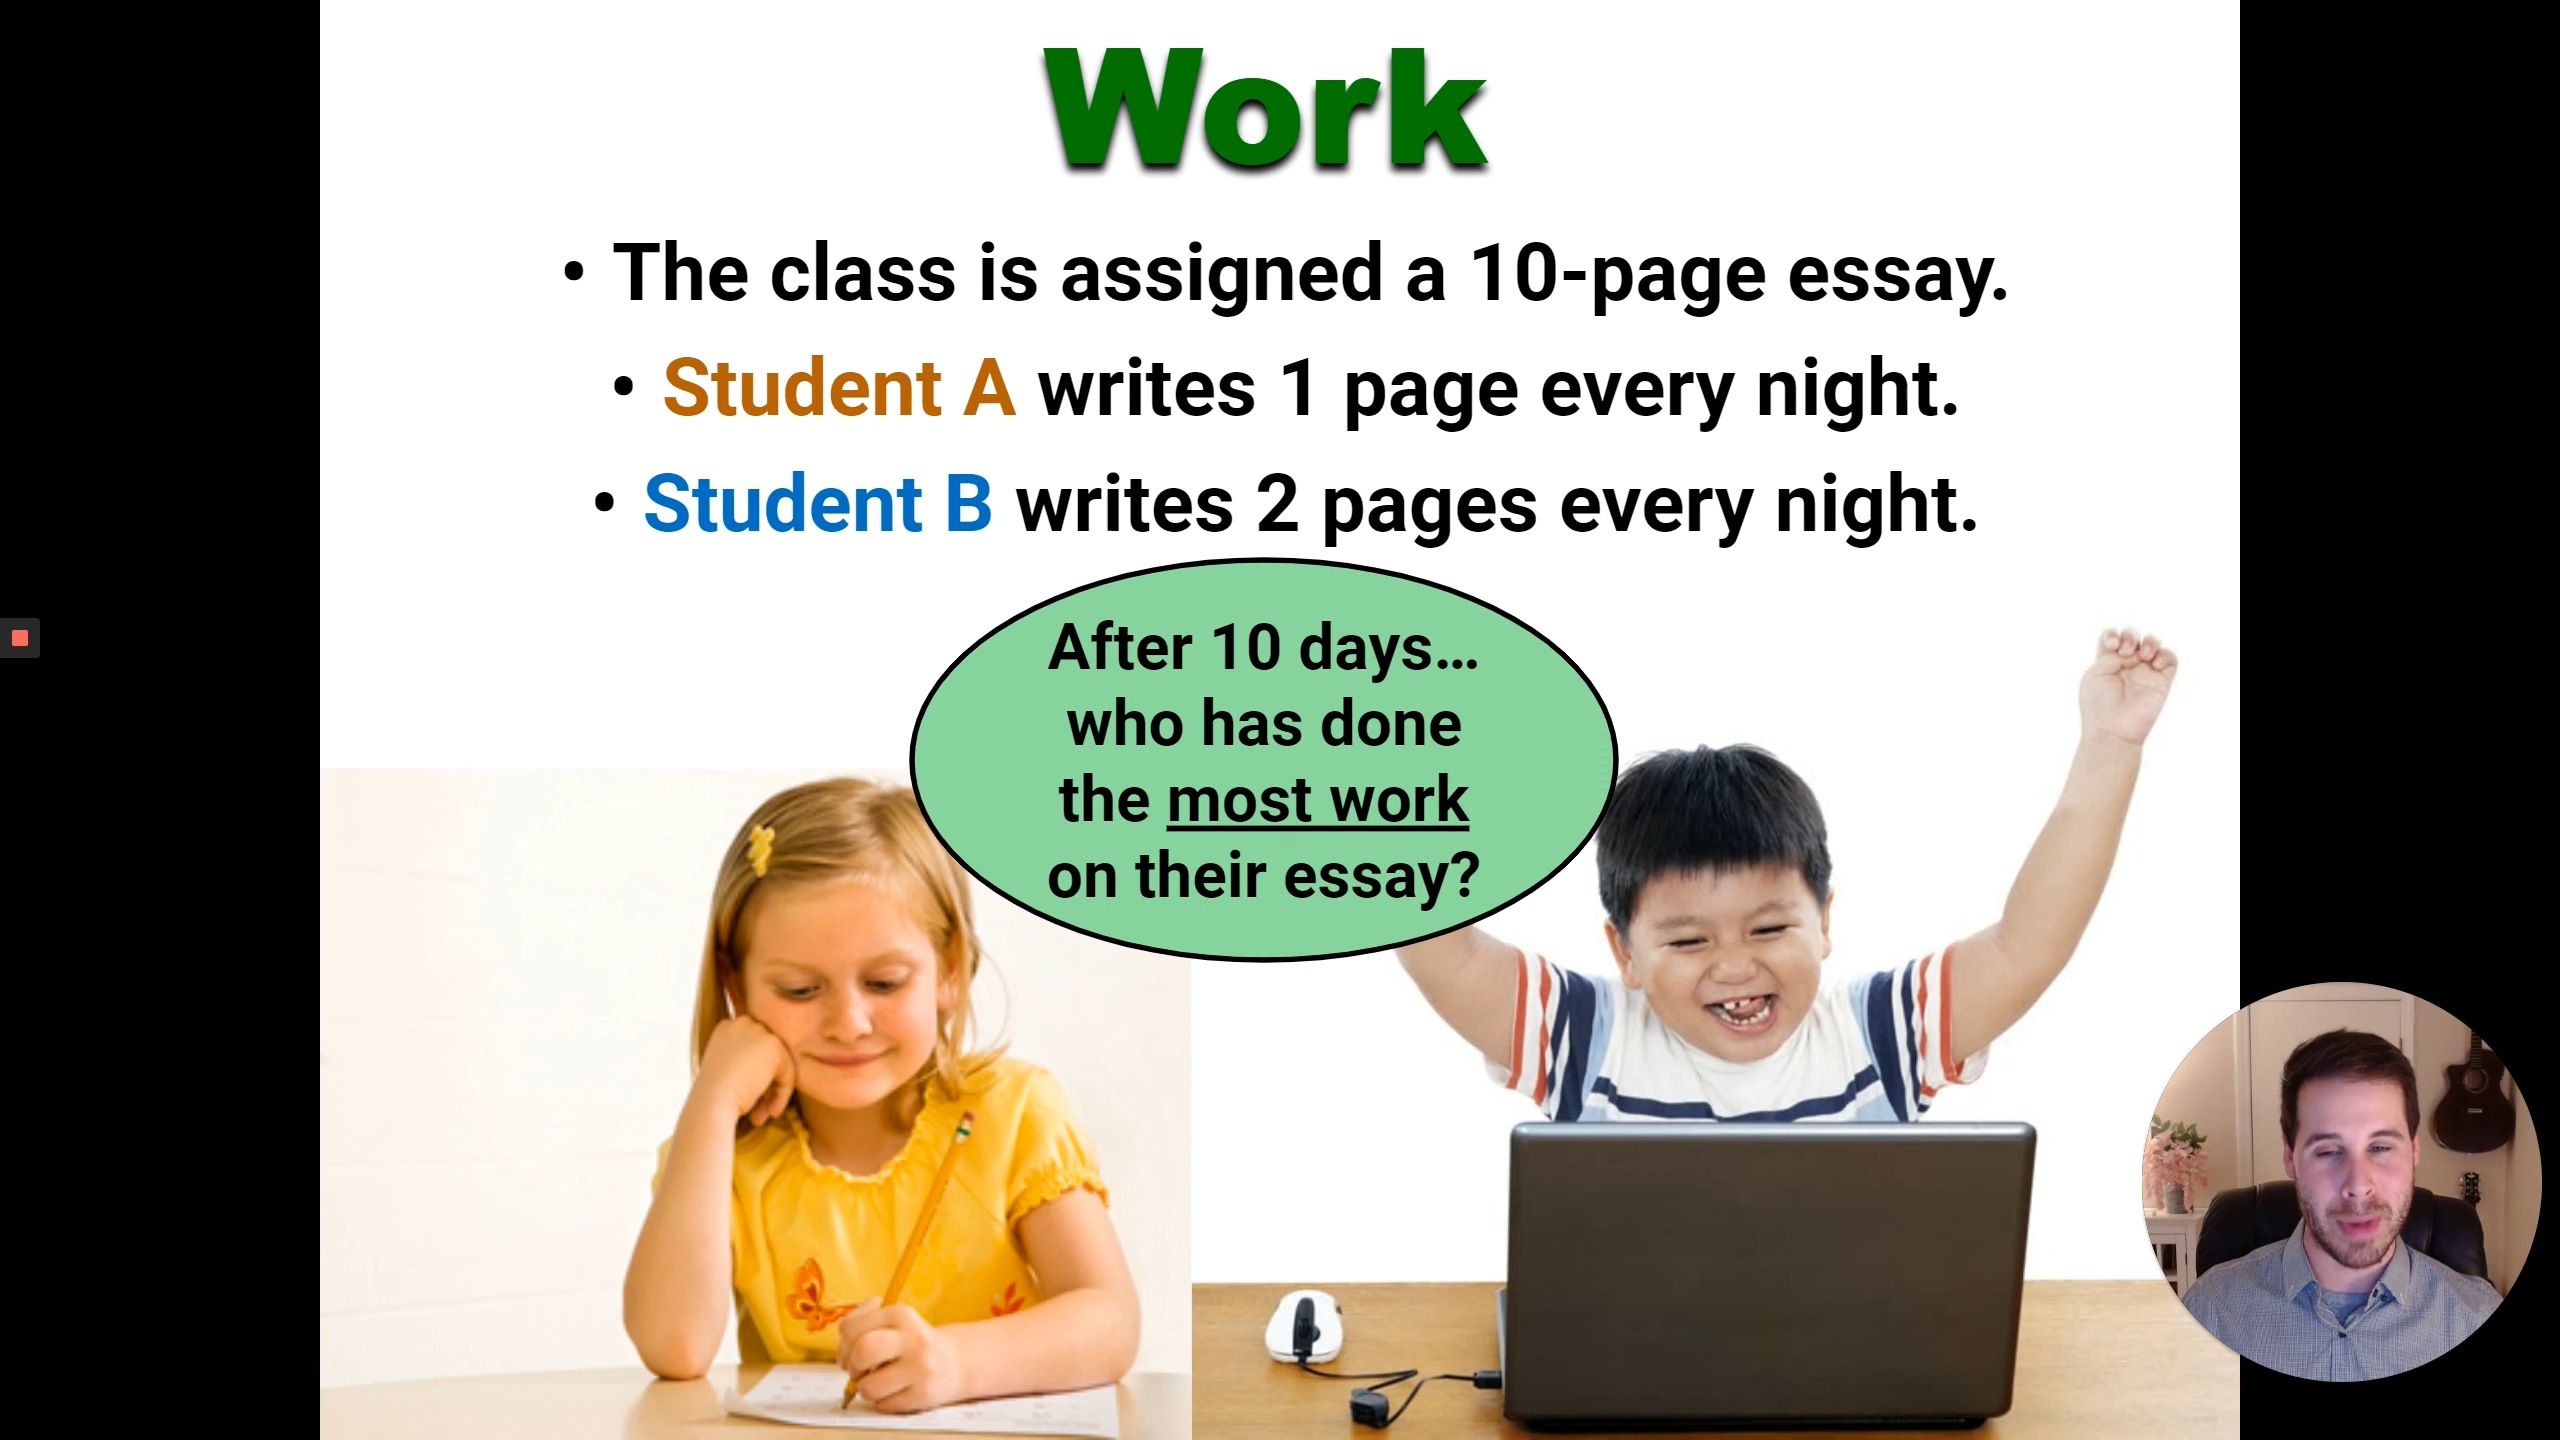 Work
• The class is assigned a 10-page essay.
• Student A writes 1 page every night.
• Student B writes 2 pages every night.
After 10 days…
who has done
the most work
on their essay?